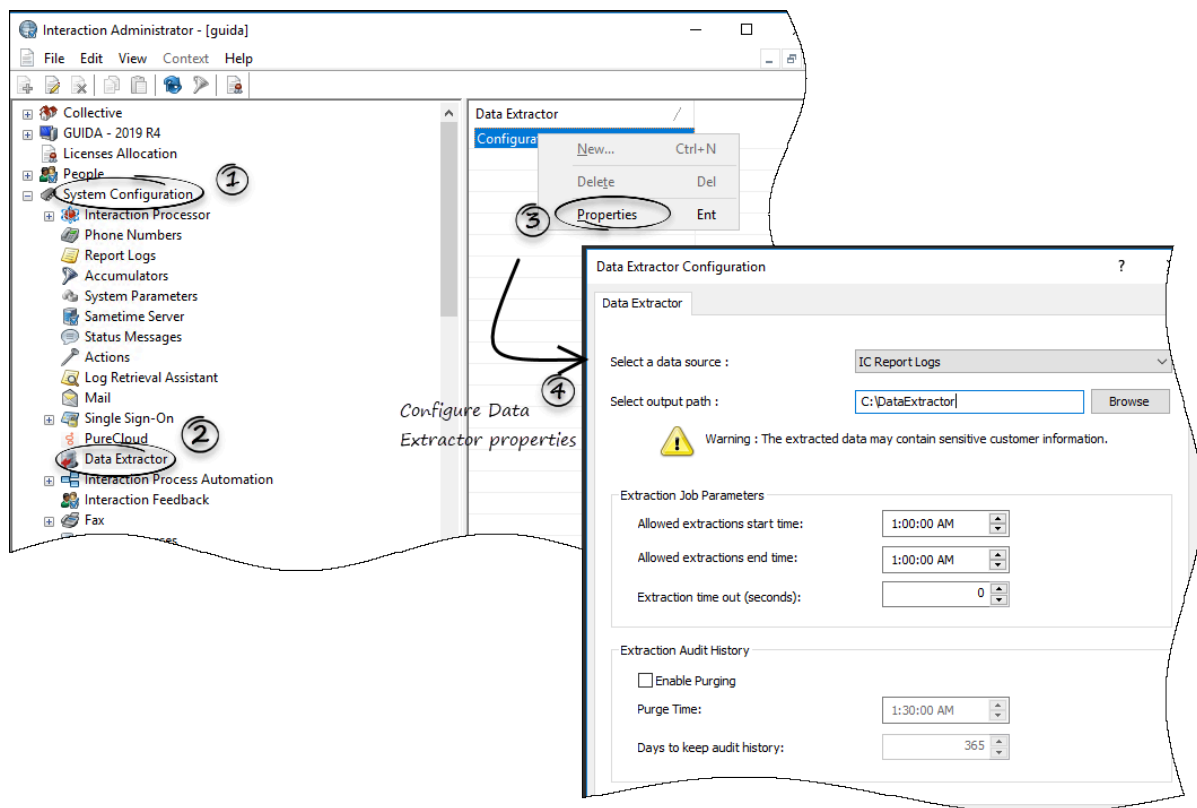 Interaction Administrator - [guida]
File Edit View Context Help
Collective
GUIDA - 2019 R4
Licenses Allocation
People
System Configuration
1
Interaction Processor
Phone Numbers
Report Logs
Accumulators
System Parameters
Sametime Server
Status Messages
Actions
Log Retrieval Assistant
Mail
Single Sign-On
PureCloud
2
Data Extractor
Interaction Process Automation
Interaction Feedback
Fax
Data Extractor
Configura
New... Ctrl+N
Delete Del
3
Properties Ent
4
Configure Data
Extractor properties
Data Extractor Configuration ?
Data Extractor
Select a data source : IC Report Logs
Select output path : C:\DataExtractor Browse
Warning : The extracted data may contain sensitive customer information.
Extraction Job Parameters
Allowed extractions start time: 1:00:00 AM
Allowed extractions end time: 1:00:00 AM
Extraction time out (seconds): 0
Extraction Audit History
Enable Purging
Purge Time: 1:30:00 AM
Days to keep audit history: 365